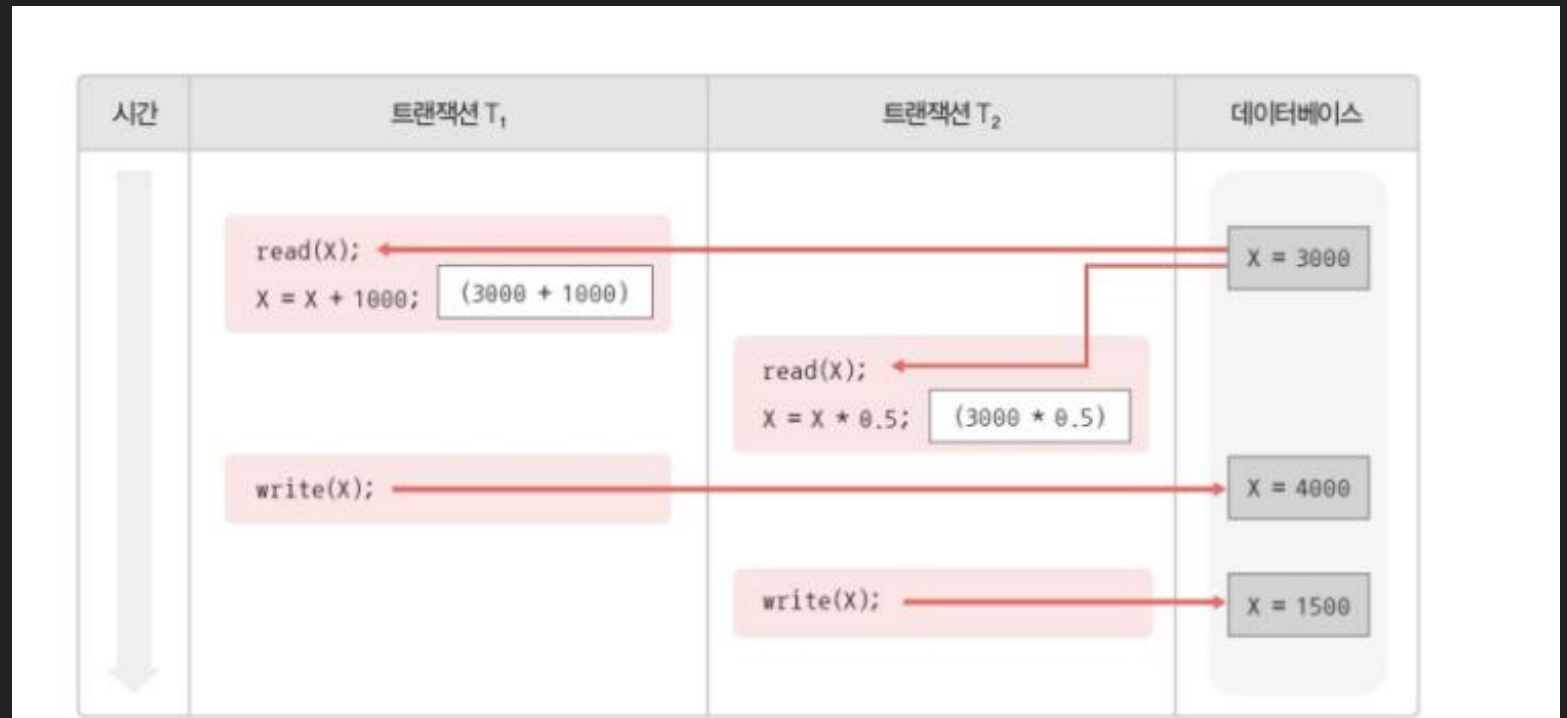 시간 트랜잭션 T₁ 트랜잭션 T₂ 데이터베이스
read(X);
X = X + 1000; (3000 + 1000)
X = 3000
read(X);
X = X * 0.5; (3000 * 0.5)
write(X);
X = 4000
write(X);
X = 1500